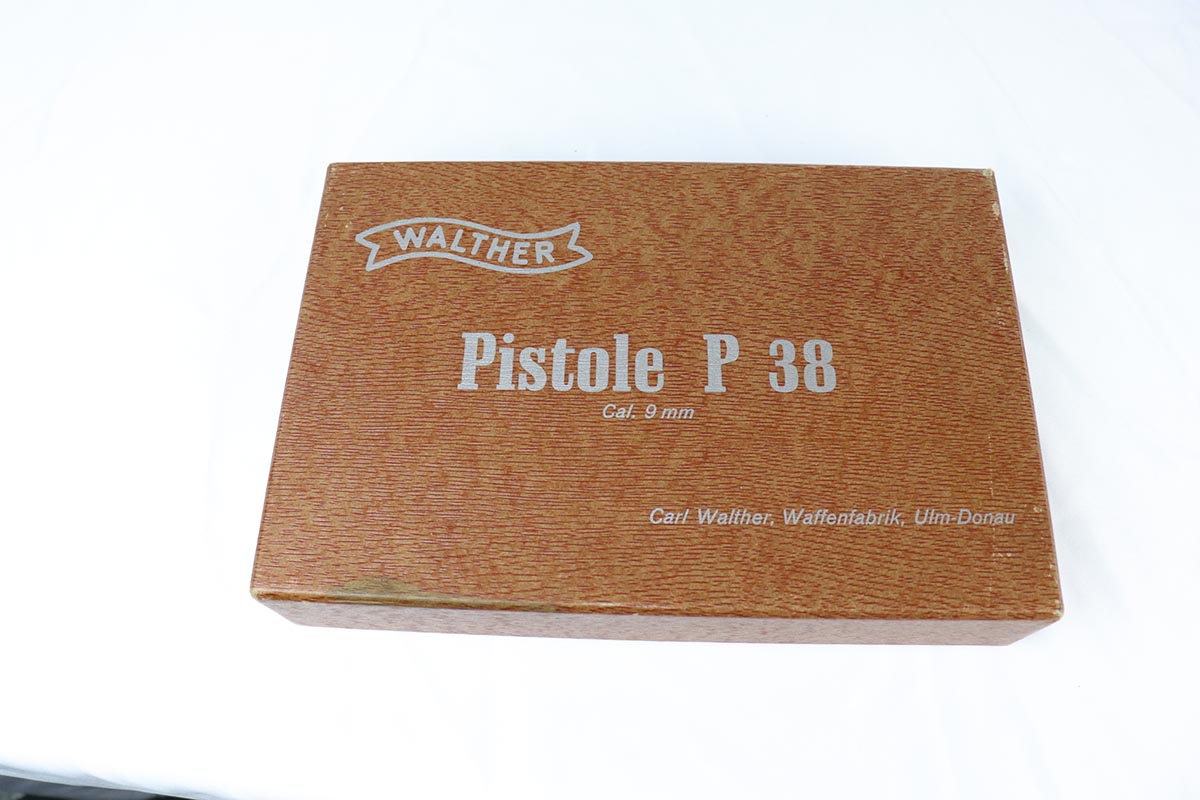 WALTHER
Pistole P 38
Cal. 9 mm
Carl Walther, Waffenfabrik, Ulm-Donau